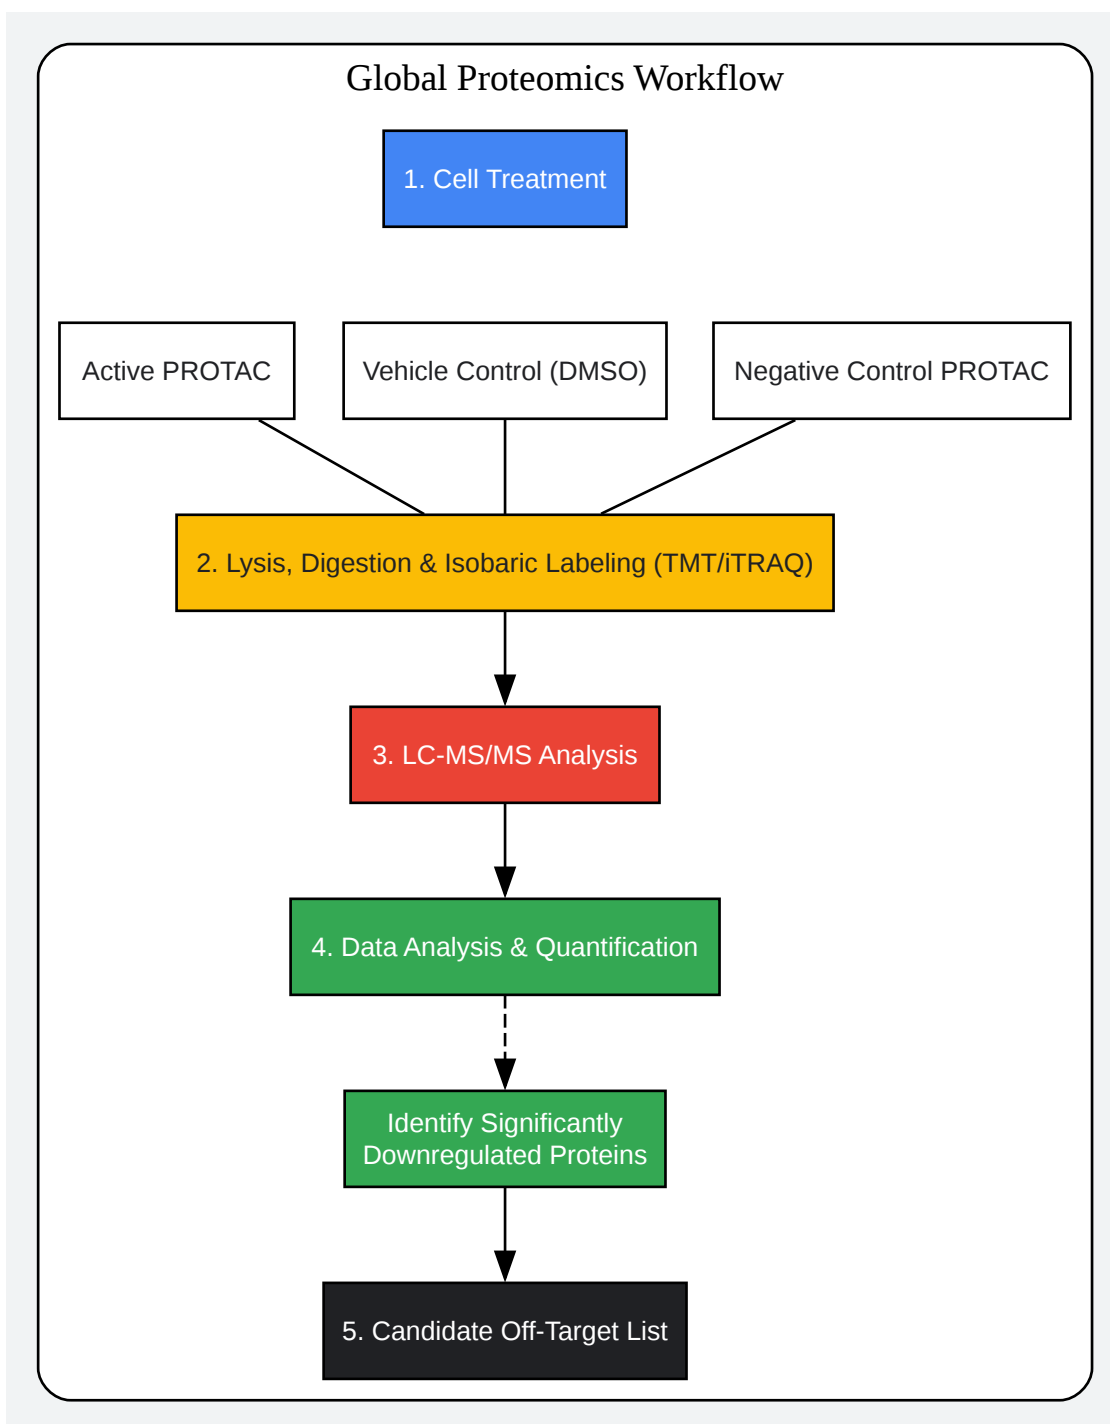 Global Proteomics Workflow
1. Cell Treatment
Active PROTAC
Vehicle Control (DMSO)
Negative Control PROTAC
2. Lysis, Digestion & Isobaric Labeling (TMT/iTRAQ)
3. LC-MS/MS Analysis
4. Data Analysis & Quantification
Identify Significantly
Downregulated Proteins
5. Candidate Off-Target List